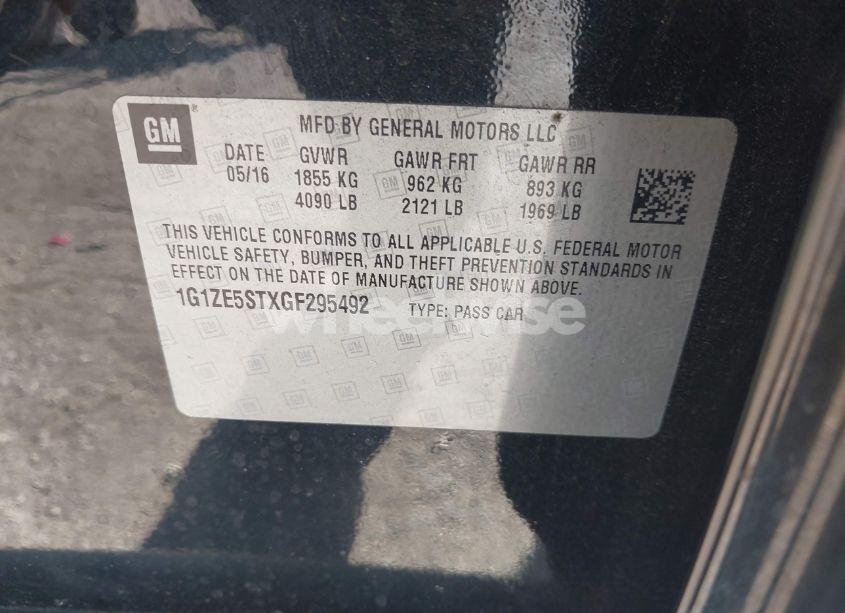 GM
MFD BY GENERAL MOTORS LLC
DATE GVWR GAWR FRT GAWR RR
05/16 1855 KG 962 KG 893 KG
4090 LB 2121 LB 1969 LB
THIS VEHICLE CONFORMS TO ALL APPLICABLE U.S. FEDERAL MOTOR
VEHICLE SAFETY, BUMPER, AND THEFT PREVENTION STANDARDS IN
EFFECT ON THE DATE OF MANUFACTURE SHOWN ABOVE.
1G1ZE5STXGF295492 TYPE: PASS CAR
wheelwise